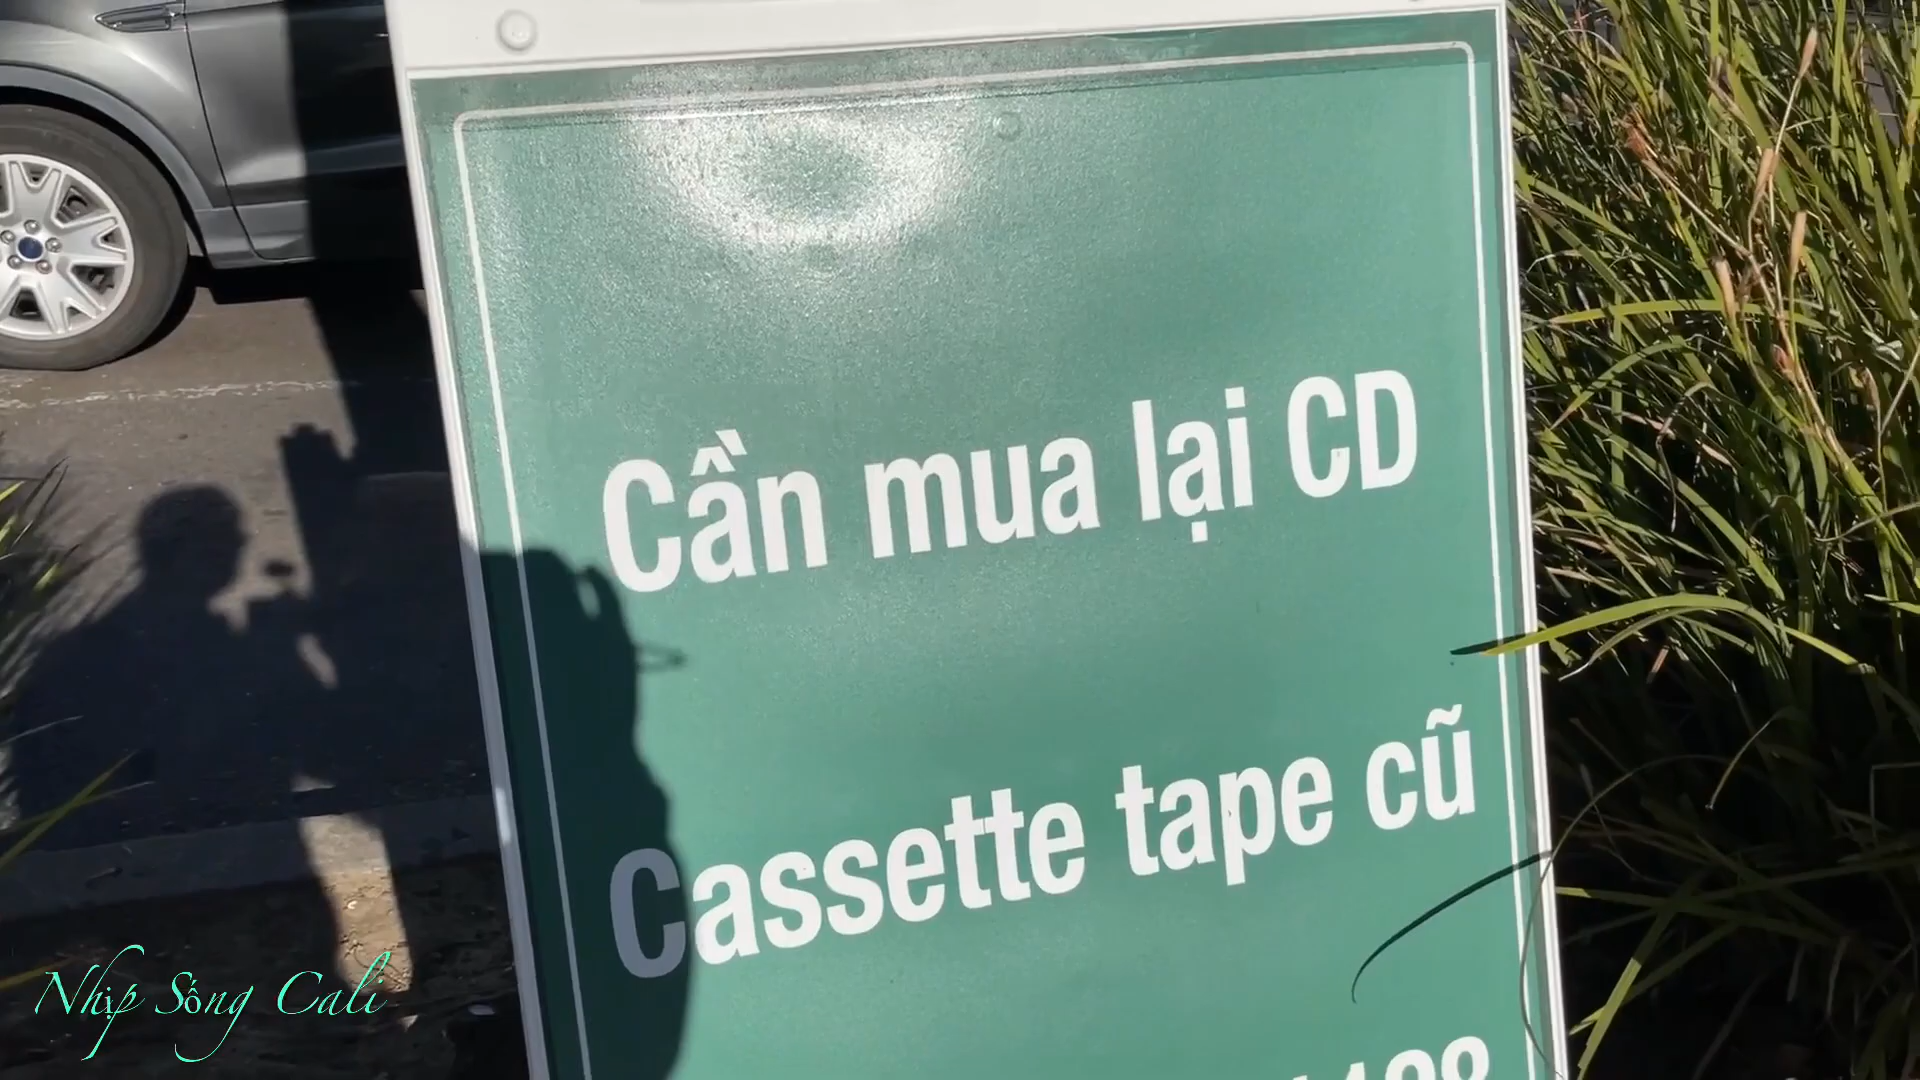 Cần mua lại CD
Cassette tape cũ
Nhịp Sống Cali